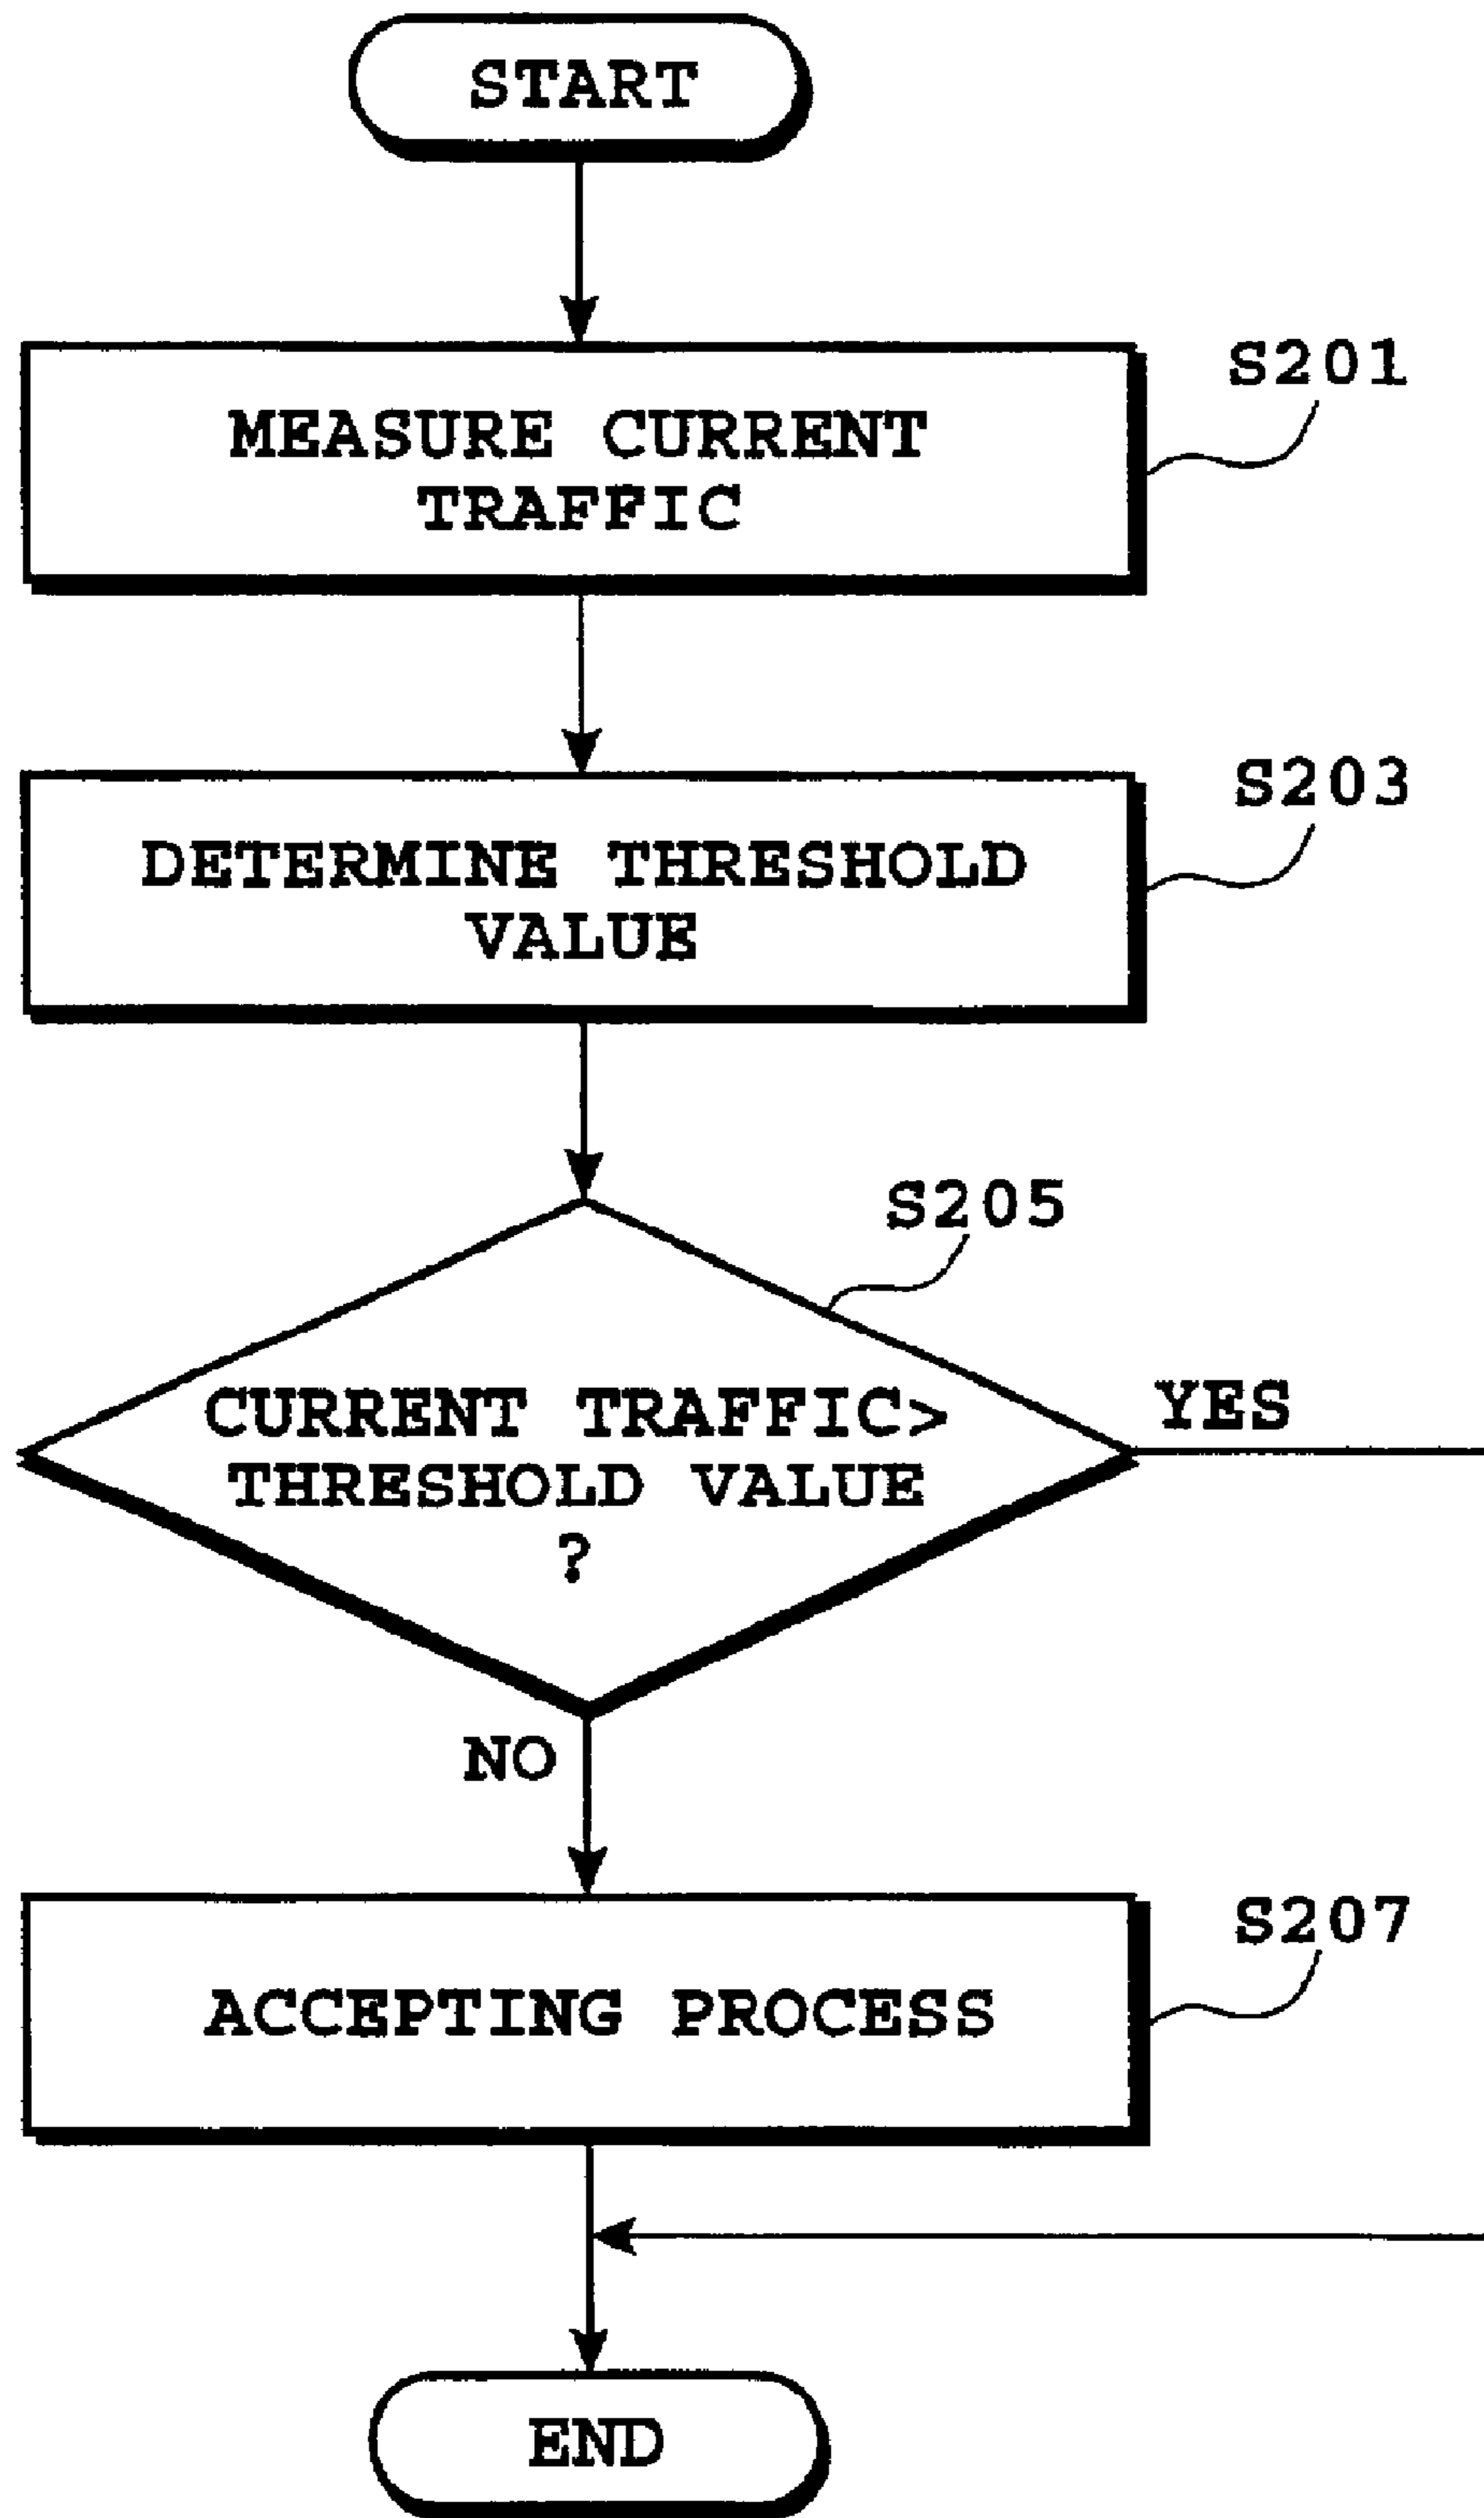 START
S201
MEASURE CURRENT
TRAFFIC
S203
DETERMINE THRESHOLD
VALUE
S205
CURRENT TRAFFIC>
THRESHOLD VALUE
?
YES
NO
S207
ACCEPTING PROCESS
END